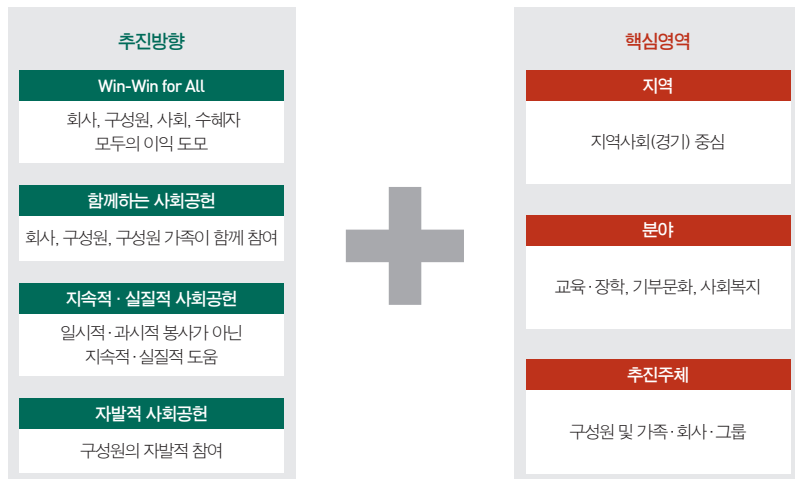 추진방향
Win-Win for All
회사, 구성원, 사회, 수혜자
모두의 이익 도모
함께하는 사회공헌
회사, 구성원, 구성원 가족이 함께 참여
지속적·실질적 사회공헌
일시적·과시적 봉사가 아닌
지속적·실질적 도움
자발적 사회공헌
구성원의 자발적 참여
핵심영역
지역
지역사회(경기) 중심
분야
교육·장학, 기부문화, 사회복지
추진주체
구성원 및 가족·회사·그룹